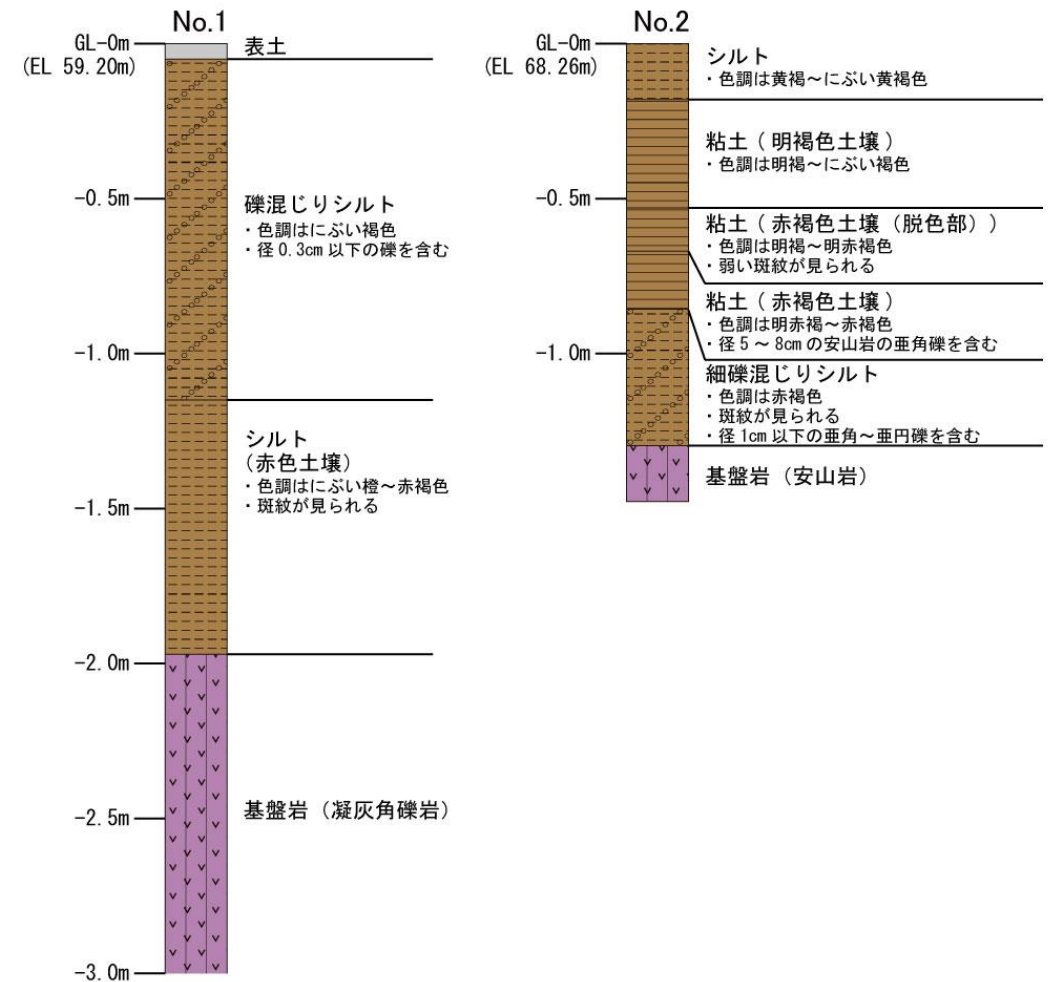 No.1
GL-0m
(EL 59.20m)
表土
-0.5m
礫混じりシルト
・色調はにぶい褐色
・径 0.3cm 以下の礫を含む
-1.0m
シルト
(赤色土壌)
・色調はにぶい橙～赤褐色
・斑紋が見られる
-1.5m
-2.0m
-2.5m
基盤岩（凝灰角礫岩）
-3.0m
No.2
GL-0m
(EL 68.26m)
シルト
・色調は黄褐～にぶい黄褐色
粘土（明褐色土壌）
・色調は明褐～にぶい褐色
-0.5m
粘土（赤褐色土壌（脱色部））
・色調は明褐～明赤褐色
・弱い斑紋が見られる
粘土（赤褐色土壌）
・色調は明赤褐～赤褐色
・径 5 ～ 8cm の安山岩の亜角礫を含む
-1.0m
細礫混じりシルト
・色調は赤褐色
・斑紋が見られる
・径 1cm 以下の亜角～亜円礫を含む
基盤岩（安山岩）